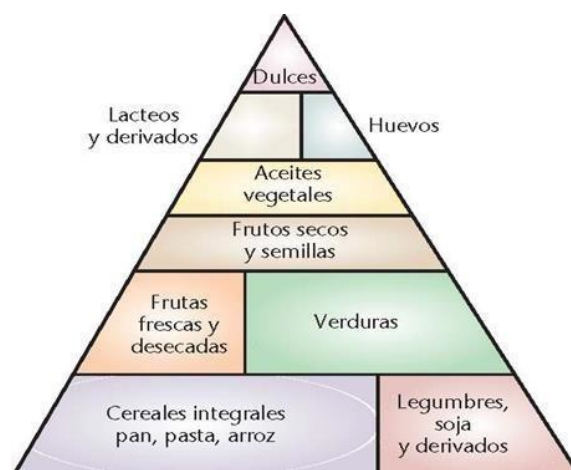 Dulces
Lacteos
y derivados
Huevos
Aceites
vegetales
Frutos secos
y semillas
Frutas
frescas y
desecadas
Verduras
Cereales integrales
pan, pasta, arroz
Legumbres,
soja
y derivados